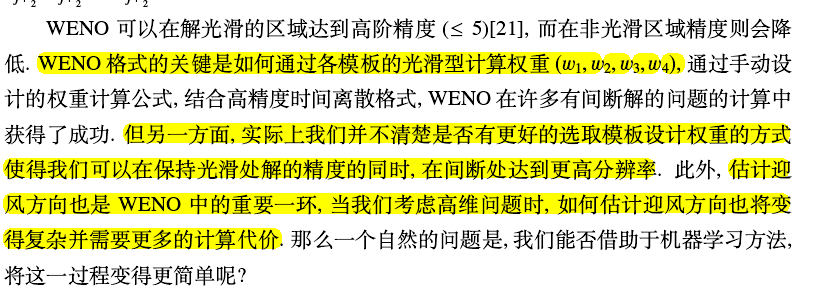 WENO 可以在解光滑的区域达到高阶精度 (≤ 5)[21], 而在非光滑区域精度则会降
低. WENO 格式的关键是如何通过各模板的光滑型计算权重 (w₁, w₂, w₃, w₄), 通过手动设
计的权重计算公式, 结合高精度时间离散格式, WENO 在许多有间断解的问题的计算中
获得了成功. 但另一方面, 实际上我们并不清楚是否有更好的选取模板设计权重的方式
使得我们可以在保持光滑处解的精度的同时, 在间断处达到更高分辨率. 此外, 估计迎
风方向也是 WENO 中的重要一环, 当我们考虑高维问题时, 如何估计迎风方向也将变
得复杂并需要更多的计算代价. 那么一个自然的问题是, 我们能否借助于机器学习方法,
将这一过程变得更简单呢?